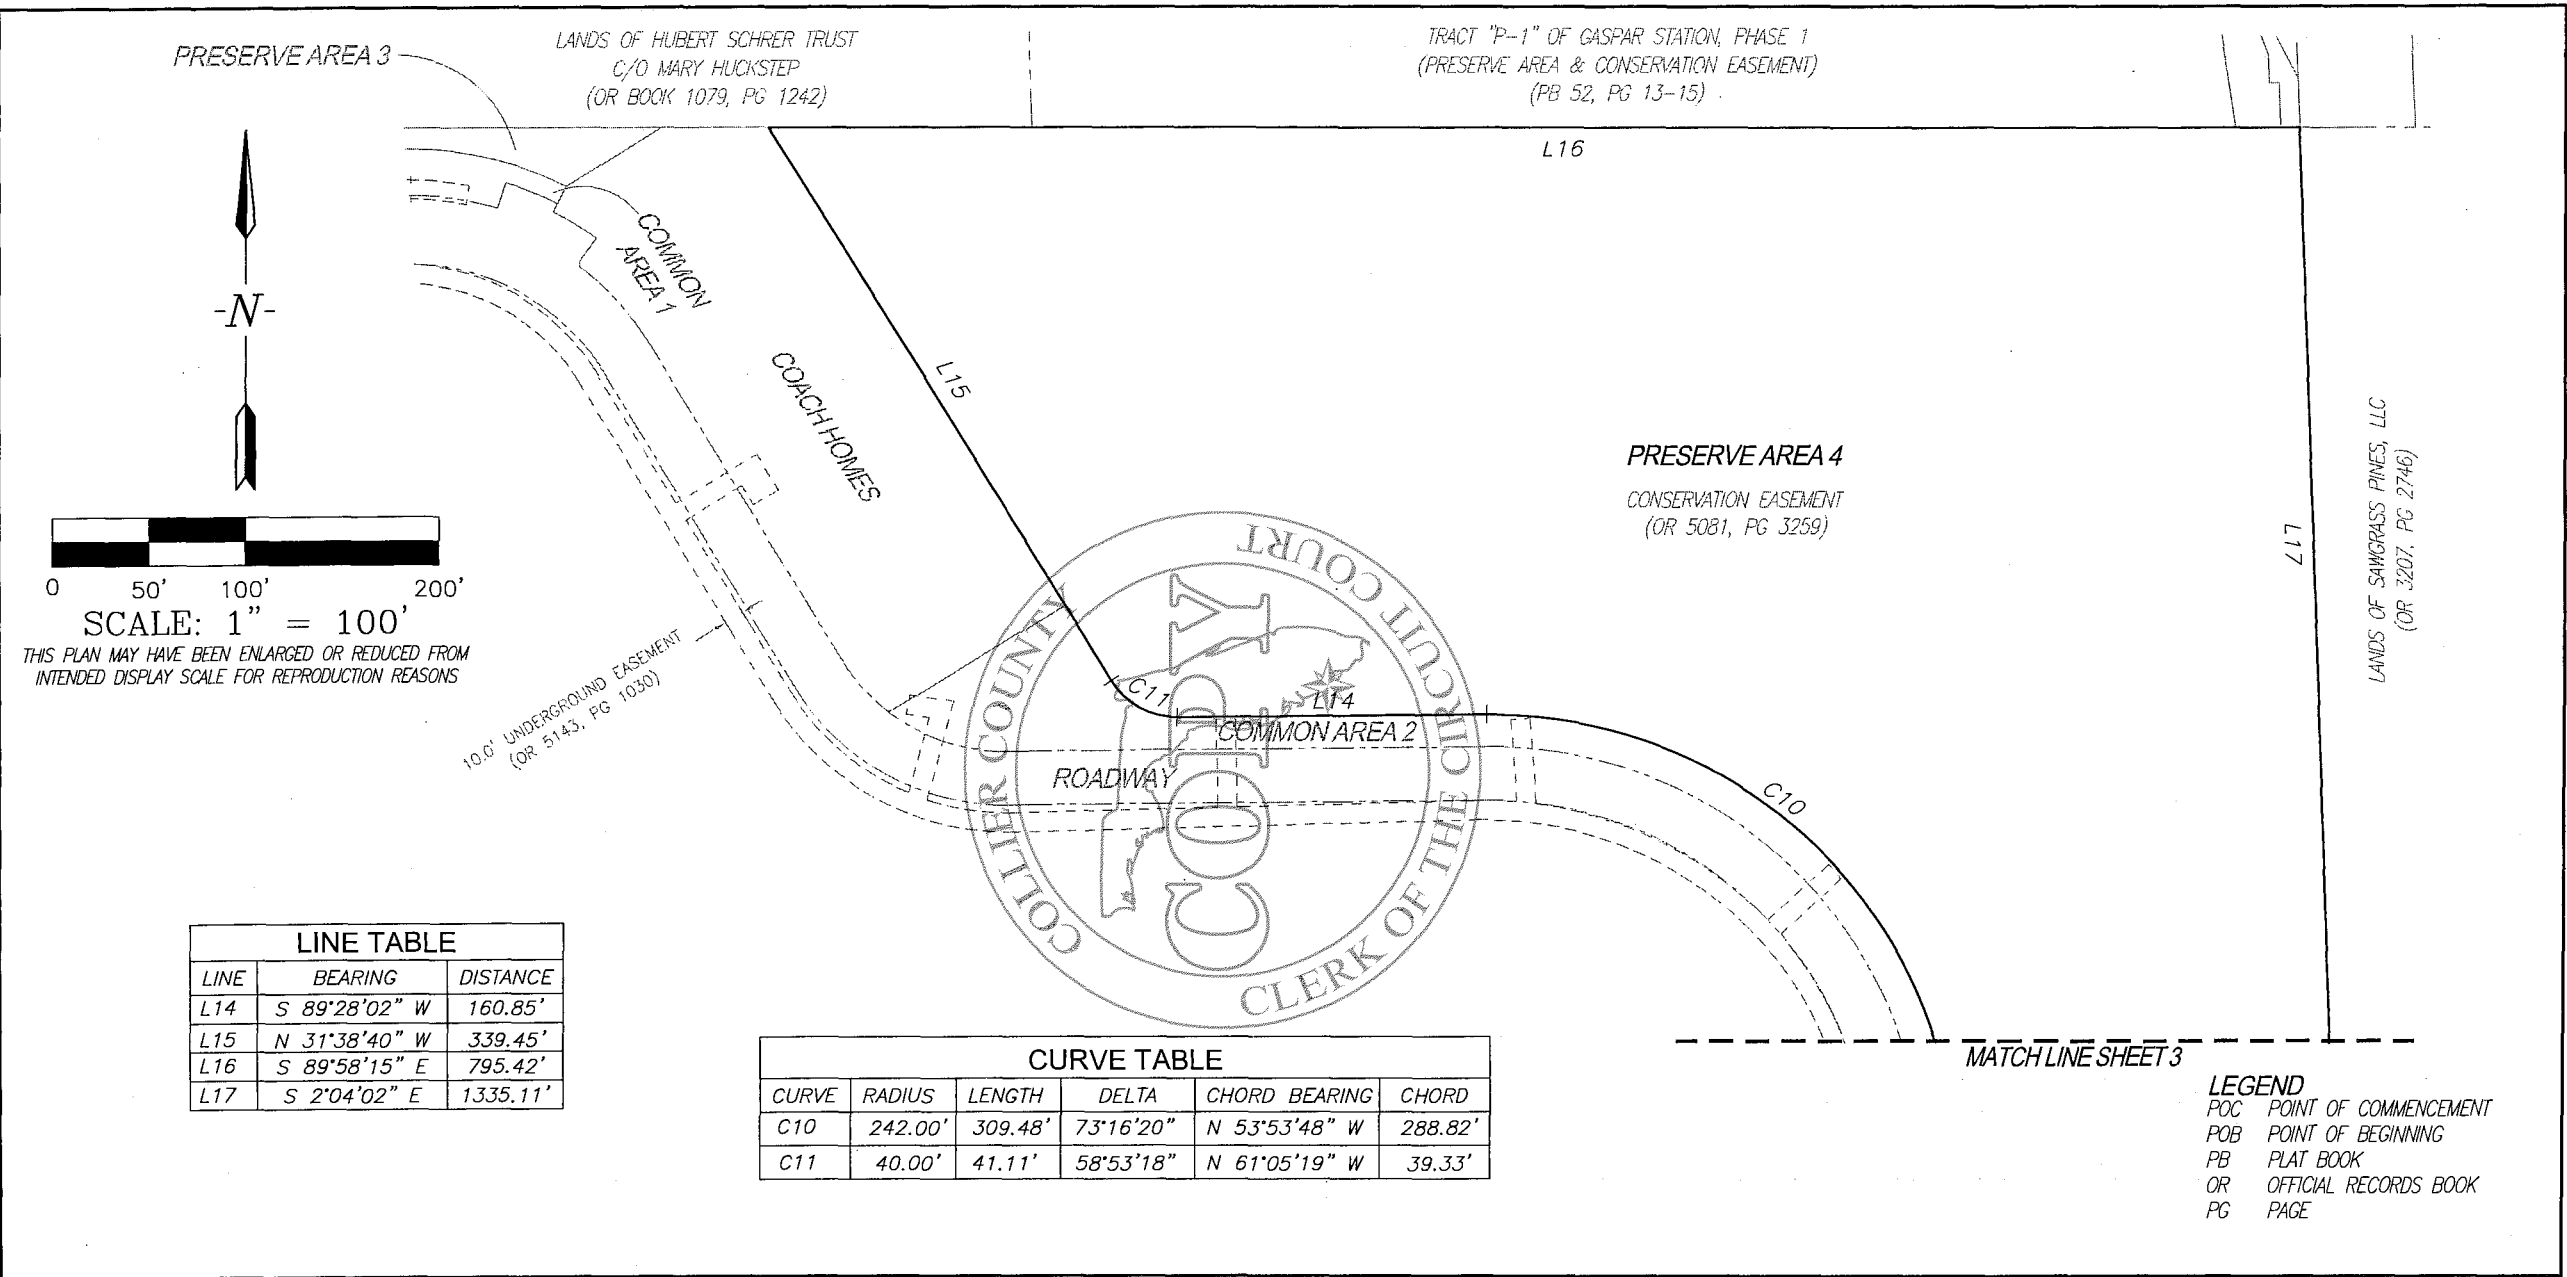 PRESERVE AREA 3
LANDS OF HUBERT SCHRER TRUST
C/O MARY HUCKSTEP
(OR BOOK 1079, PG 1242)
TRACT "P-1" OF GASPAR STATION, PHASE 1
(PRESERVE AREA & CONSERVATION EASEMENT)
(PB 52, PG 13-15)
L16
-N-
COMMON
AREA 1
COACH HOMES
L15
PRESERVE AREA 4
CONSERVATION EASEMENT
(OR 5081, PG 3259)
L17
LANDS OF SAWGRASS PINES, LLC
(OR 3207, PG 2746)
0 50' 100' 200'
SCALE: 1" = 100'
THIS PLAN MAY HAVE BEEN ENLARGED OR REDUCED FROM
INTENDED DISPLAY SCALE FOR REPRODUCTION REASONS
10.0' UNDERGROUND EASEMENT
(OR 5143, PG 1030)
C11
L14
COMMON AREA 2
ROADWAY
C10
COLLIER COUNTY
CLERK OF THE CIRCUIT COURT
COPY
MATCH LINE SHEET 3
LINE TABLE
LINE BEARING DISTANCE
L14 S 89°28'02" W 160.85'
L15 N 31°38'40" W 339.45'
L16 S 89°58'15" E 795.42'
L17 S 2°04'02" E 1335.11'
CURVE TABLE
CURVE RADIUS LENGTH DELTA CHORD BEARING CHORD
C10 242.00' 309.48' 73°16'20" N 53°53'48" W 288.82'
C11 40.00' 41.11' 58°53'18" N 61°05'19" W 39.33'
LEGEND
POC POINT OF COMMENCEMENT
POB POINT OF BEGINNING
PB PLAT BOOK
OR OFFICIAL RECORDS BOOK
PG PAGE